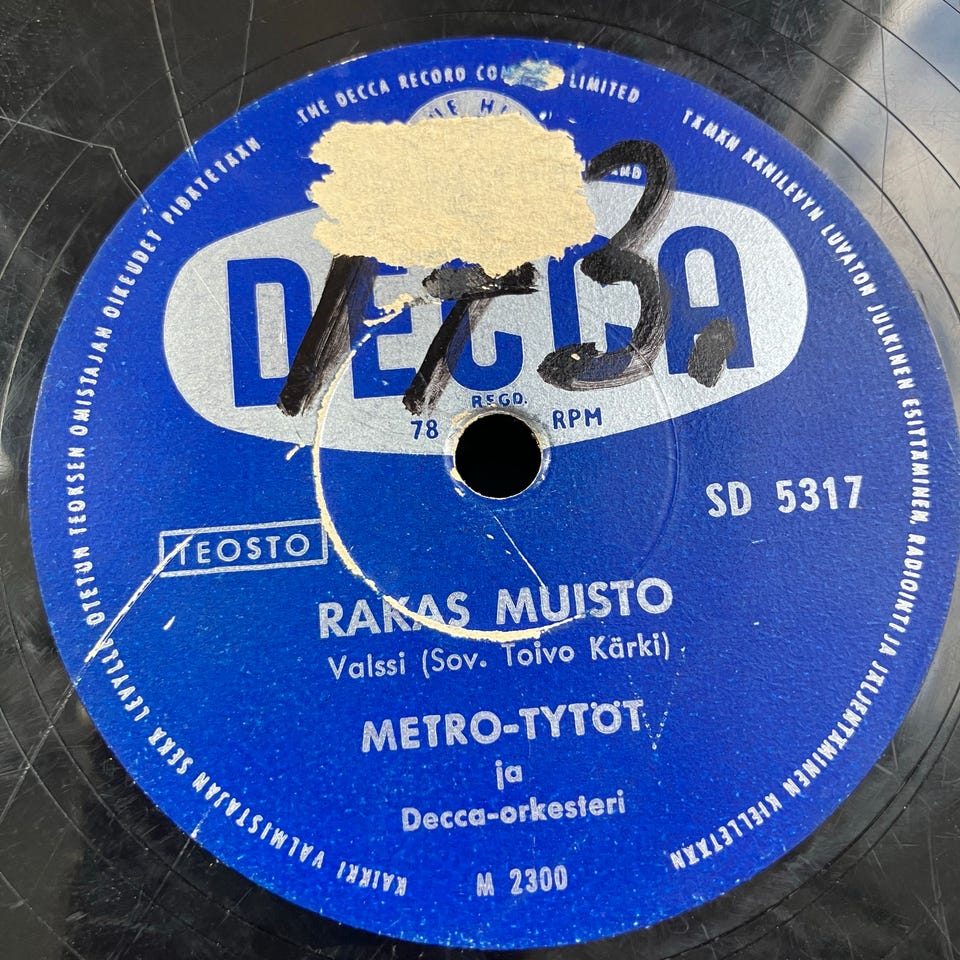 THE DECCA RECORD LIMITED
TÄMÄN ÄÄNILEVYN LUVATON JULKINEN ESITTÄMINEN, RADIOINTI JA JÄLJENTÄMINEN KIELLETÄÄN
KAIKKI VALMISTAJAN SEKÄ LEVYLLE OTETUN TEOKSEN OMISTAJAN OIKEUDET PIDÄTETÄÄN
DECCA
REGD.
78 RPM
SD 5317
TEOSTO
RAKAS MUISTO
Valssi (Sov. Toivo Kärki)
METRO-TYTÖT
ja
Decca-orkesteri
M 2300